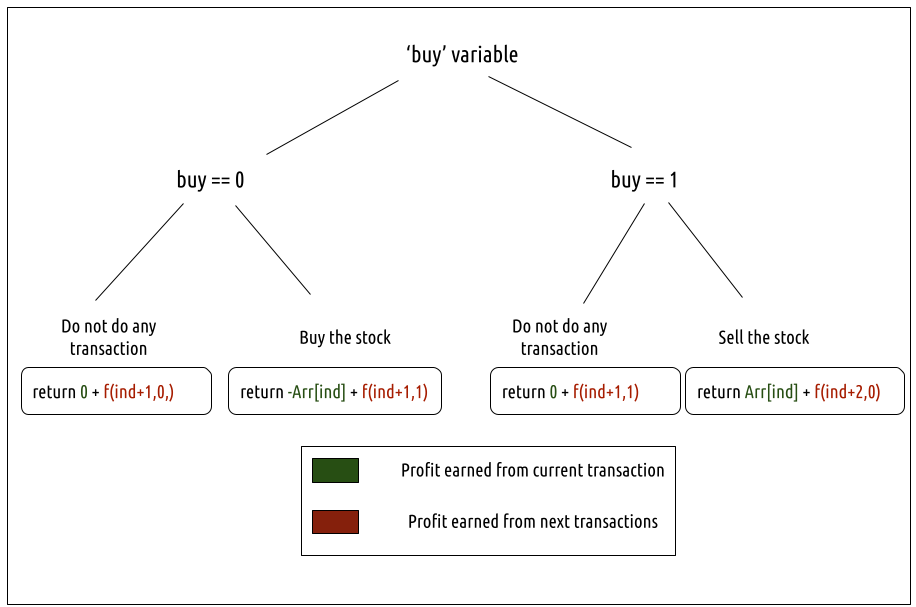 ‘buy’ variable
buy == 0
buy == 1
Do not do any
transaction
Buy the stock
Do not do any
transaction
Sell the stock
return 0 + f(ind+1,0,)
return -Arr[ind] + f(ind+1,1)
return 0 + f(ind+1,1)
return Arr[ind] + f(ind+2,0)
Profit earned from current transaction
Profit earned from next transactions